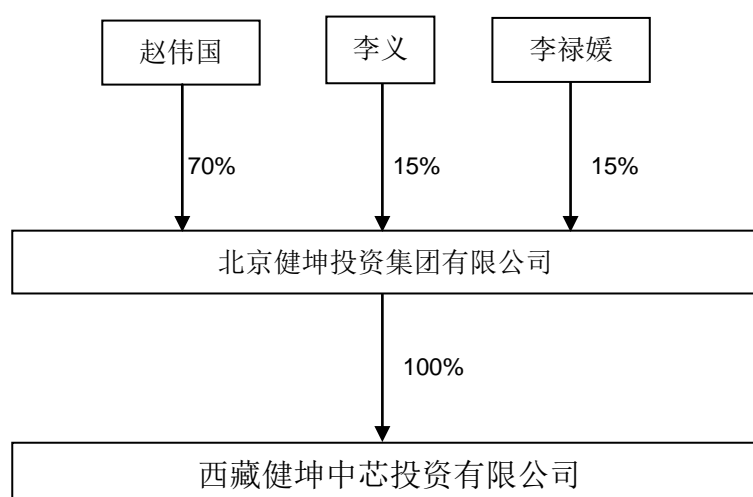 赵伟国
李义
李禄媛
70%
15%
15%
北京健坤投资集团有限公司
100%
西藏健坤中芯投资有限公司